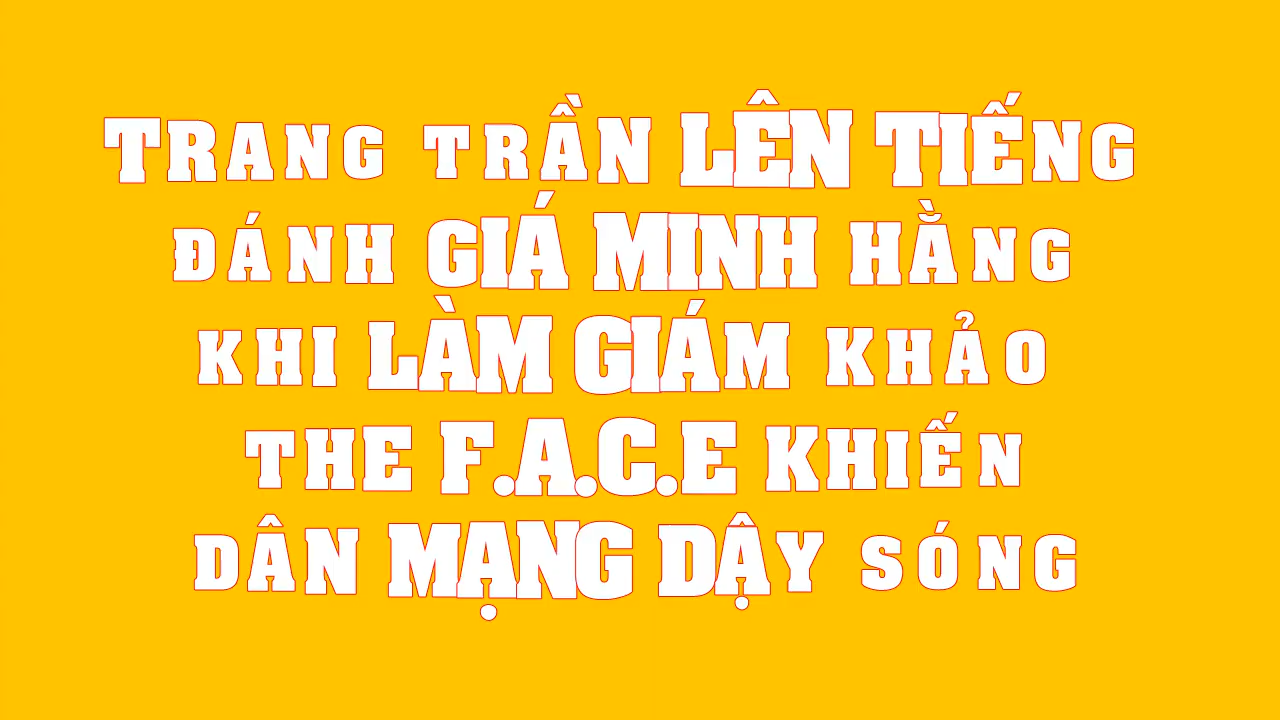 TRANG TRẦN LÊN TIẾNG
ĐÁNH GIÁ MINH HẰNG
KHI LÀM GIÁM KHẢO
THE F.A.C.E KHIẾN
DÂN MẠNG DẬY SÓNG